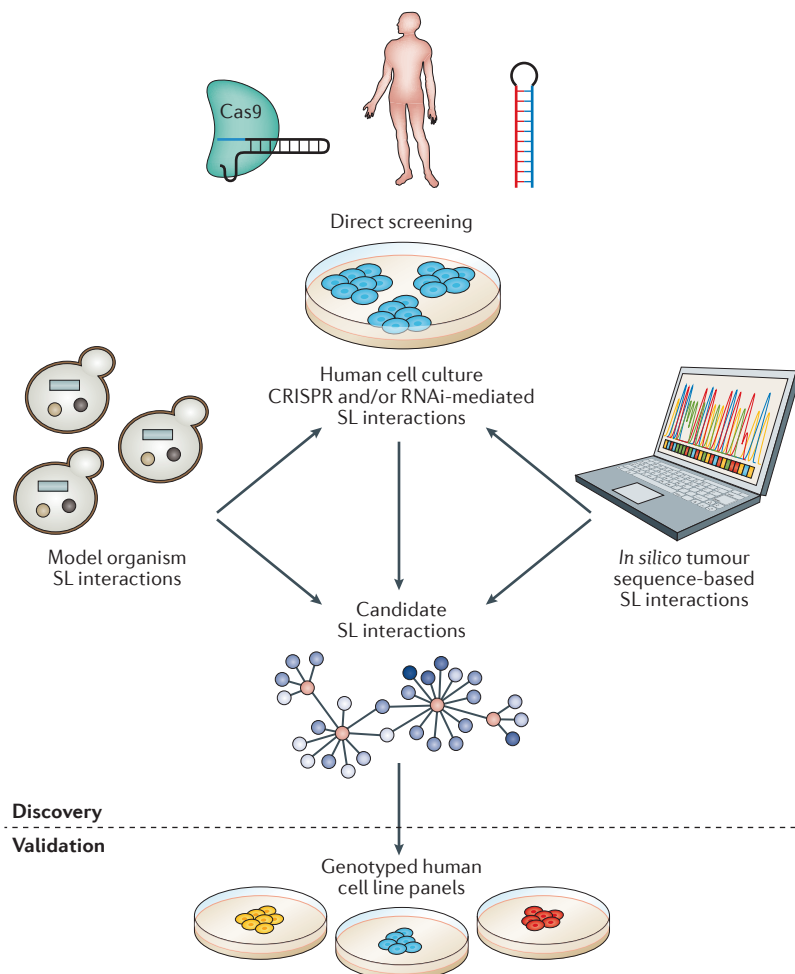 Cas9
Direct screening
Human cell culture
CRISPR and/or RNAi-mediated
SL interactions
Model organism
SL interactions
In silico tumour
sequence-based
SL interactions
Candidate
SL interactions
Discovery
Validation
Genotyped human
cell line panels